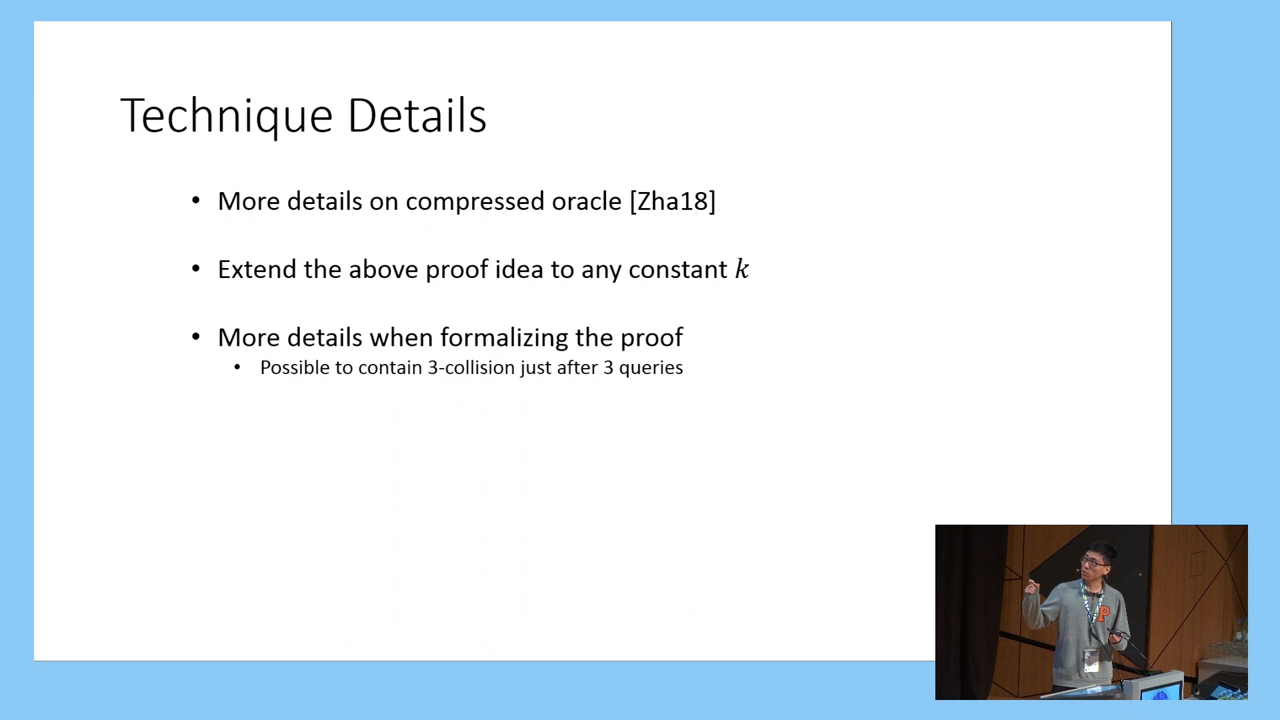 Technique Details
• More details on compressed oracle [Zha18]
• Extend the above proof idea to any constant k
• More details when formalizing the proof
• Possible to contain 3-collision just after 3 queries
P